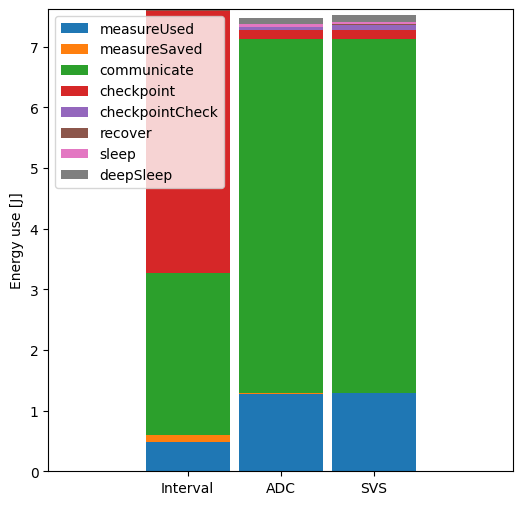 measureUsed
measureSaved
communicate
checkpoint
checkpointCheck
recover
sleep
deepSleep
Energy use [J]
7
6
5
4
3
2
1
0
Interval ADC SVS